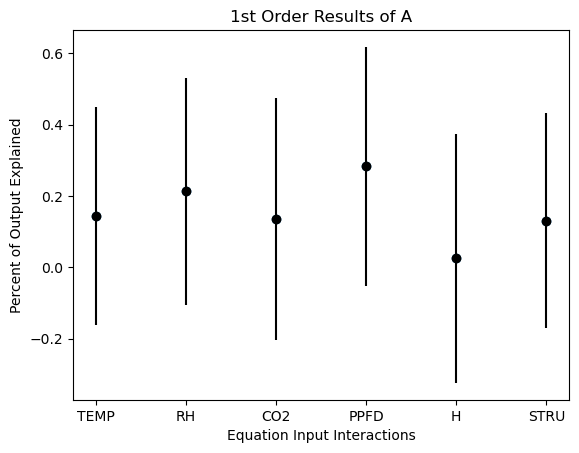 1st Order Results of A
Percent of Output Explained
0.6
0.4
0.2
0.0
−0.2
TEMP RH CO2 PPFD H STRU
Equation Input Interactions